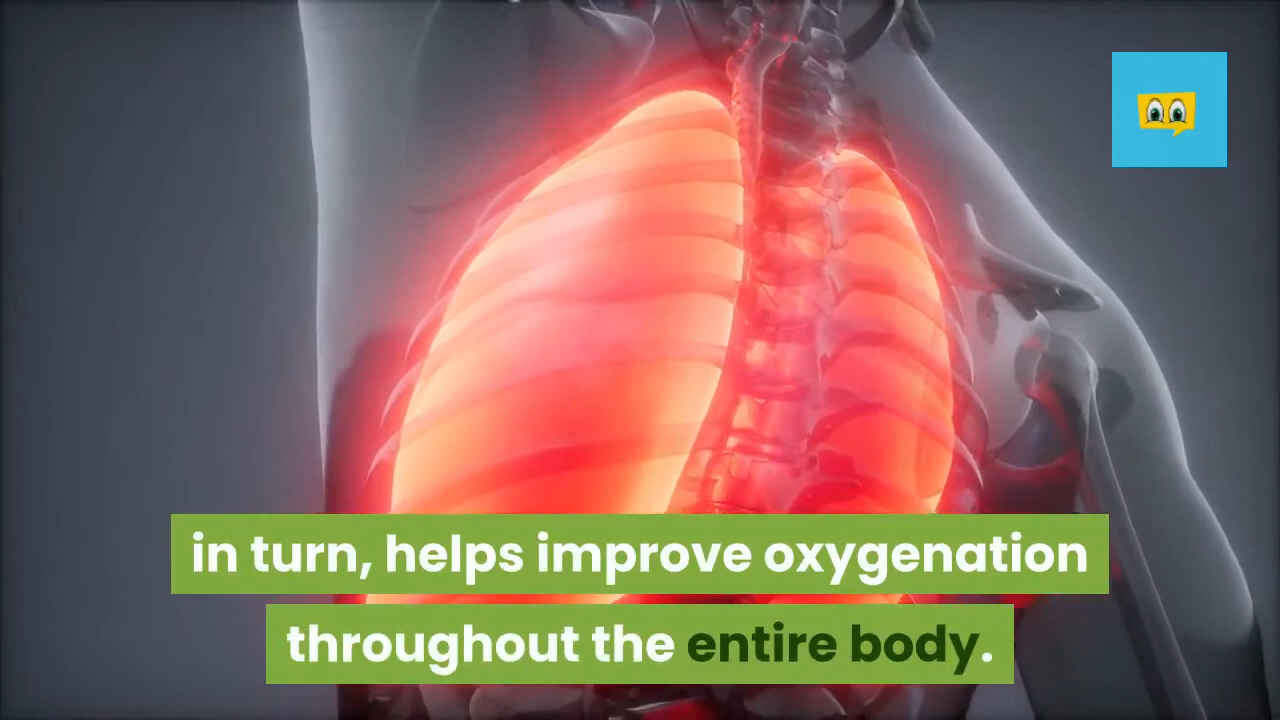 in turn, helps improve oxygenation
throughout the entire body.